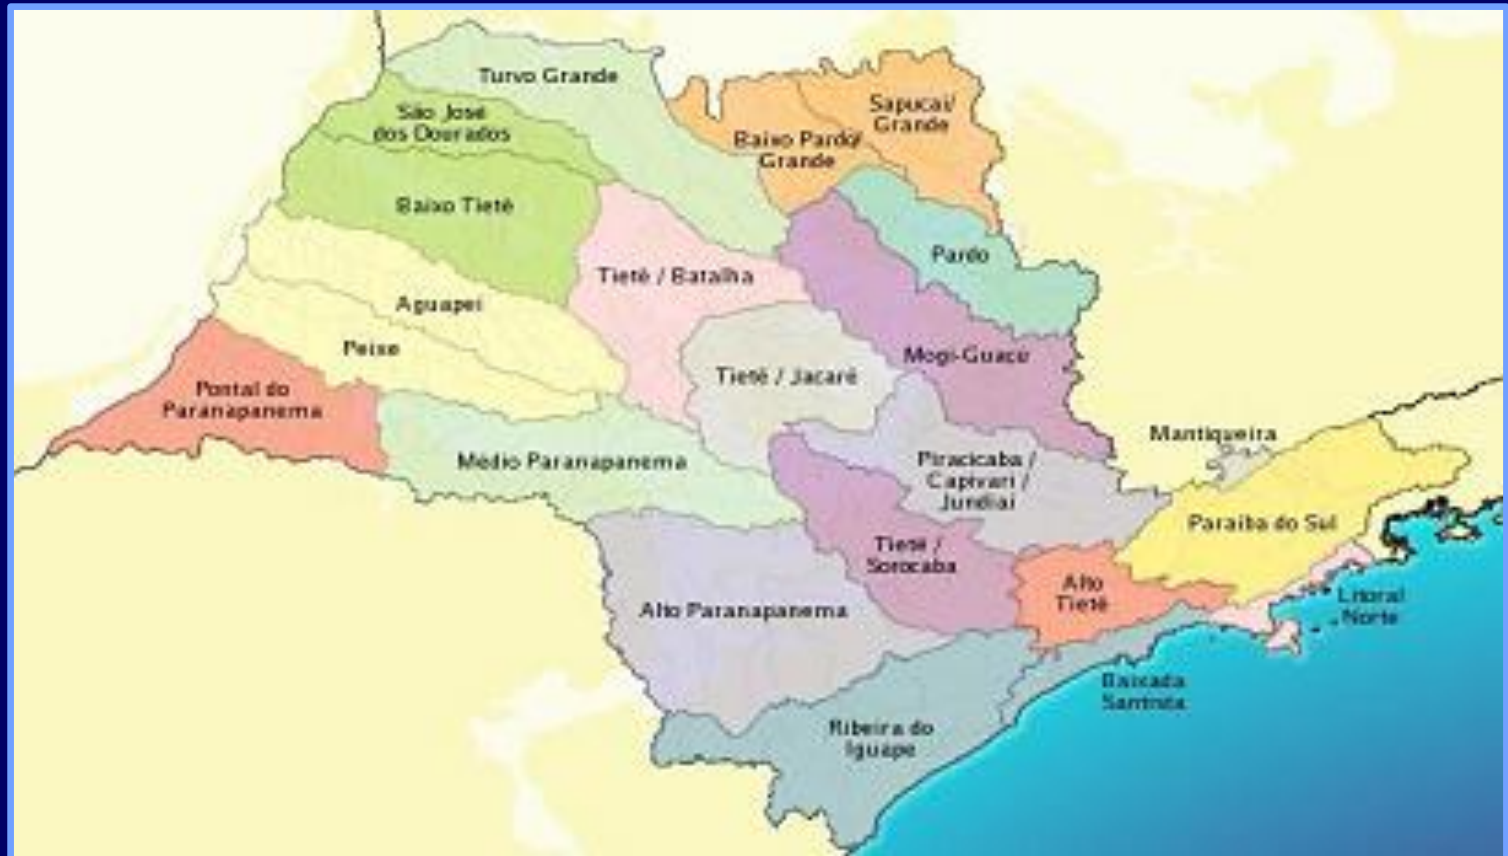 Turvo Grande
São José
dos Dourados
Sapucaí/
Grande
Baixo Pardo/
Grande
Baixo Tietê
Pardo
Tietê / Batalha
Aguapeí
Peixe
Mogi-Guacu
Tietê / Jacaré
Pontal do
Paranapanema
Mantiqueira
Médio Paranapanema
Piracicaba /
Capivari /
Jundiaí
Paraíba do Sul
Tietê /
Sorocaba
Alto
Tietê
Litoral
Norte
Alto Paranapanema
Baixada
Santista
Ribeira do
Iguape